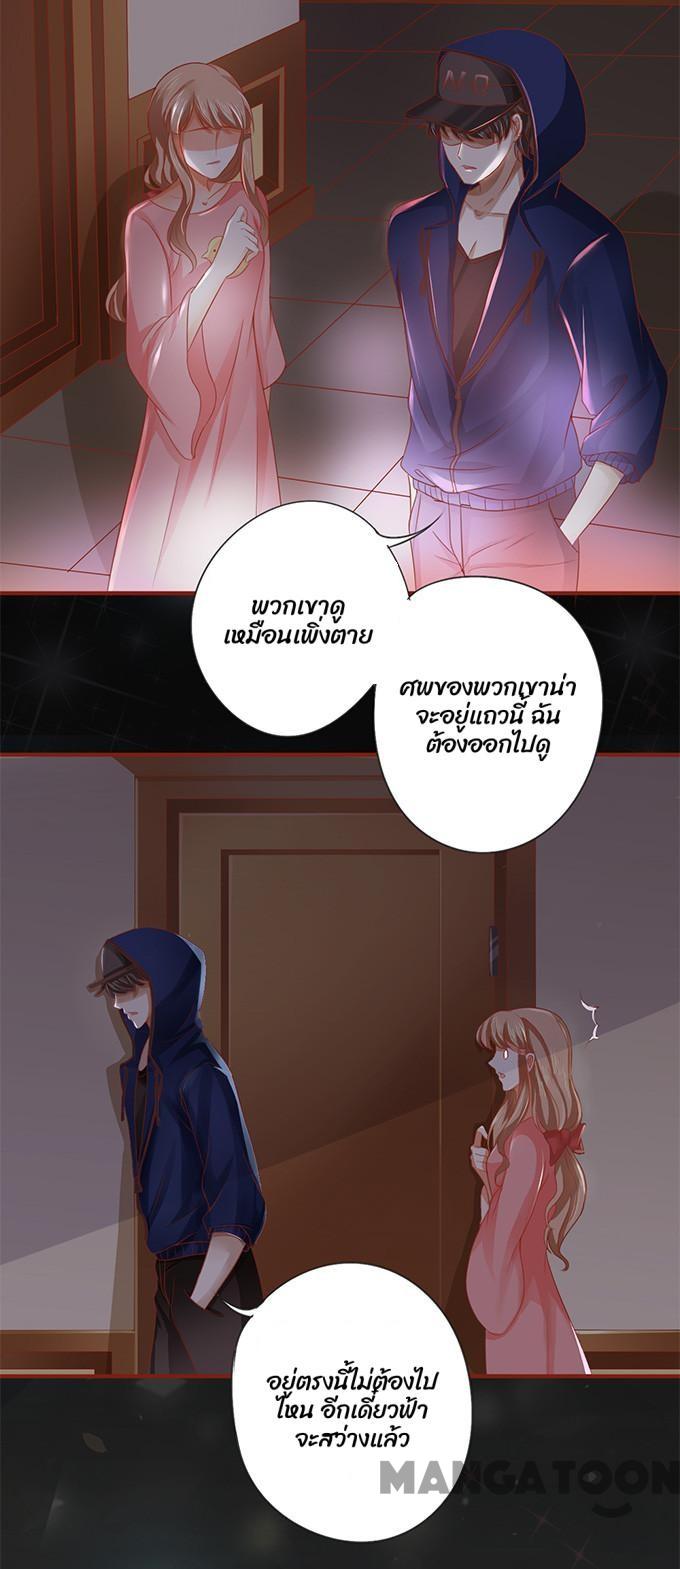 NO
พวกเขาดู
เหมือนเพิ่งตาย
ศพของพวกเขาน่า
จะอยู่แถวนี้ ฉัน
ต้องออกไปดู
อยู่ตรงนี้ไม่ต้องไป
ไหน อีกเดี๋ยวฟ้า
จะสว่างแล้ว
MANGATOON